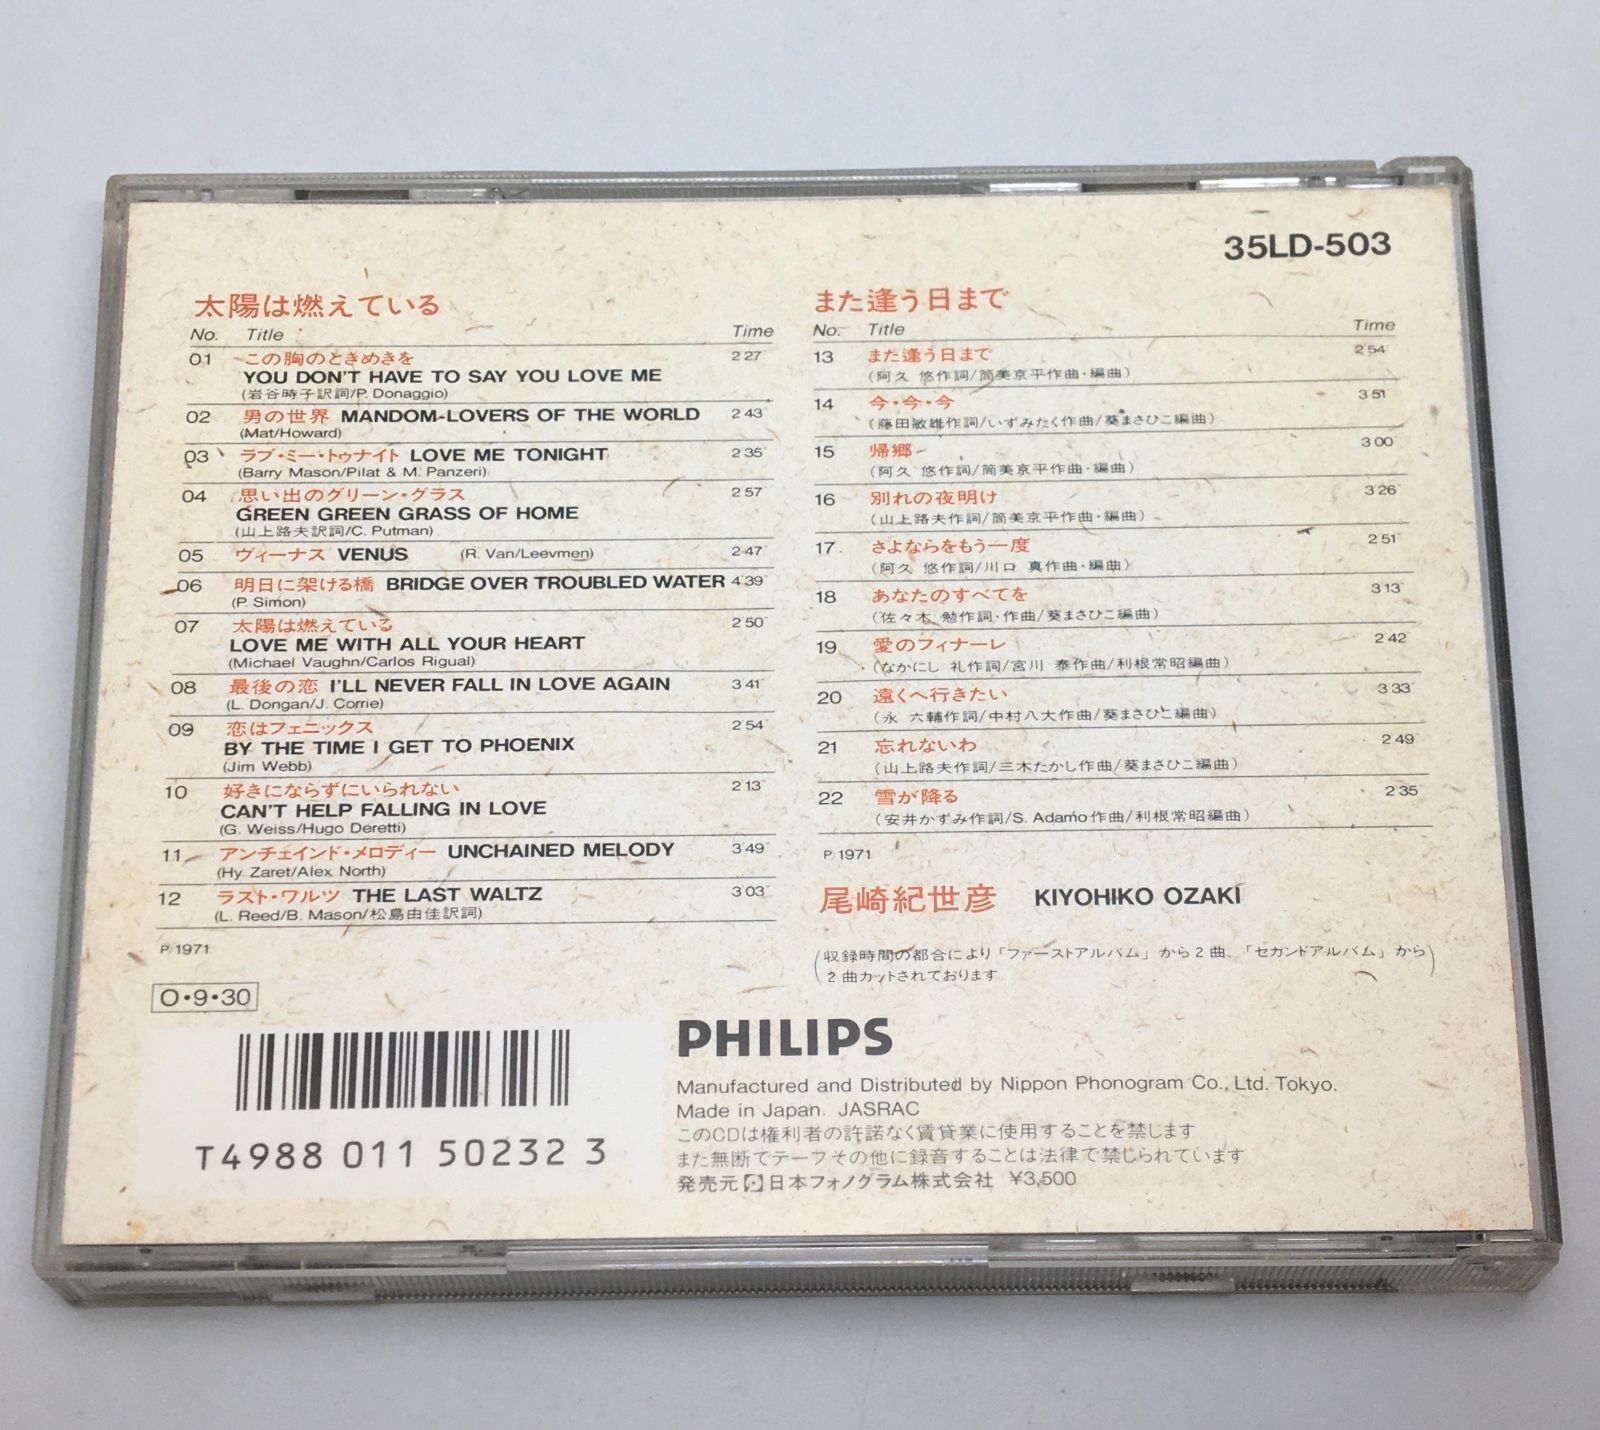 35LD-503
太陽は燃えている
No. Title Time
01 この胸のときめきを 2′27″
YOU DON'T HAVE TO SAY YOU LOVE ME
(岩谷時子訳詞/P. Donaggio)
02 男の世界 MANDOM-LOVERS OF THE WORLD 2′43″
(Mat/Howard)
03 ラブ・ミー・トゥナイト LOVE ME TONIGHT 2′35″
(Barry Mason/Pilat & M. Panzeri)
04 思い出のグリーン・グラス 2′57″
GREEN GREEN GRASS OF HOME
(山上路夫訳詞/C. Putman)
05 ヴィーナス VENUS (R. Van/Leevmen) 2′47″
06 明日に架ける橋 BRIDGE OVER TROUBLED WATER 4′39″
(P. Simon)
07 太陽は燃えている 2′50″
LOVE ME WITH ALL YOUR HEART
(Michael Vaughn/Carlos Rigual)
08 最後の恋 I'LL NEVER FALL IN LOVE AGAIN 3′41″
(L. Dongan/J. Corrie)
09 恋はフェニックス 2′54″
BY THE TIME I GET TO PHOENIX
(Jim Webb)
10 好きにならずにいられない 2′13″
CAN'T HELP FALLING IN LOVE
(G. Weiss/Hugo Deretti)
11 アンチェインド・メロディー UNCHAINED MELODY 3′49″
(Hy Zaret/Alex North)
12 ラスト・ワルツ THE LAST WALTZ 3′03″
(L. Reed/B. Mason/松島由佳訳詞)
P 1971
また逢う日まで
No. Title Time
13 また逢う日まで 2′54″
(阿久 悠作詞/筒美京平作曲・編曲)
14 今・今・今 3′51″
(藤田敏雄作詞/いずみたく作曲/葵まさひこ編曲)
15 帰郷 3′00″
(阿久 悠作詞/筒美京平作曲・編曲)
16 別れの夜明け 3′26″
(山上路夫作詞/筒美京平作曲・編曲)
17 さよならをもう一度 2′51″
(阿久 悠作詞/川口 真作曲・編曲)
18 あなたのすべてを 3′13″
(佐々木 勉作詞・作曲/葵まさひこ編曲)
19 愛のフィナーレ 2′42″
(なかにし 礼作詞/宮川 泰作曲/利根常昭編曲)
20 遠くへ行きたい 3′33″
(永 六輔作詞/中村八大作曲/葵まさひこ編曲)
21 忘れないわ 2′49″
(山上路夫作詞/三木たかし作曲/葵まさひこ編曲)
22 雪が降る 2′35″
(安井かずみ作詞/S. Adamo作曲/利根常昭編曲)
P 1971
尾崎紀世彦 KIYOHIKO OZAKI
(収録時間の都合により「ファーストアルバム」から2曲、「セカンドアルバム」から
2曲カットされております)
O・9・30
T4988 011 50232 3
PHILIPS
Manufactured and Distributed by Nippon Phonogram Co., Ltd. Tokyo.
Made in Japan. JASRAC
このCDは権利者の許諾なく賃貸業に使用することを禁じます
また無断でテープその他に録音することは法律で禁じられています
発売元 日本フォノグラム株式会社 ¥3,500